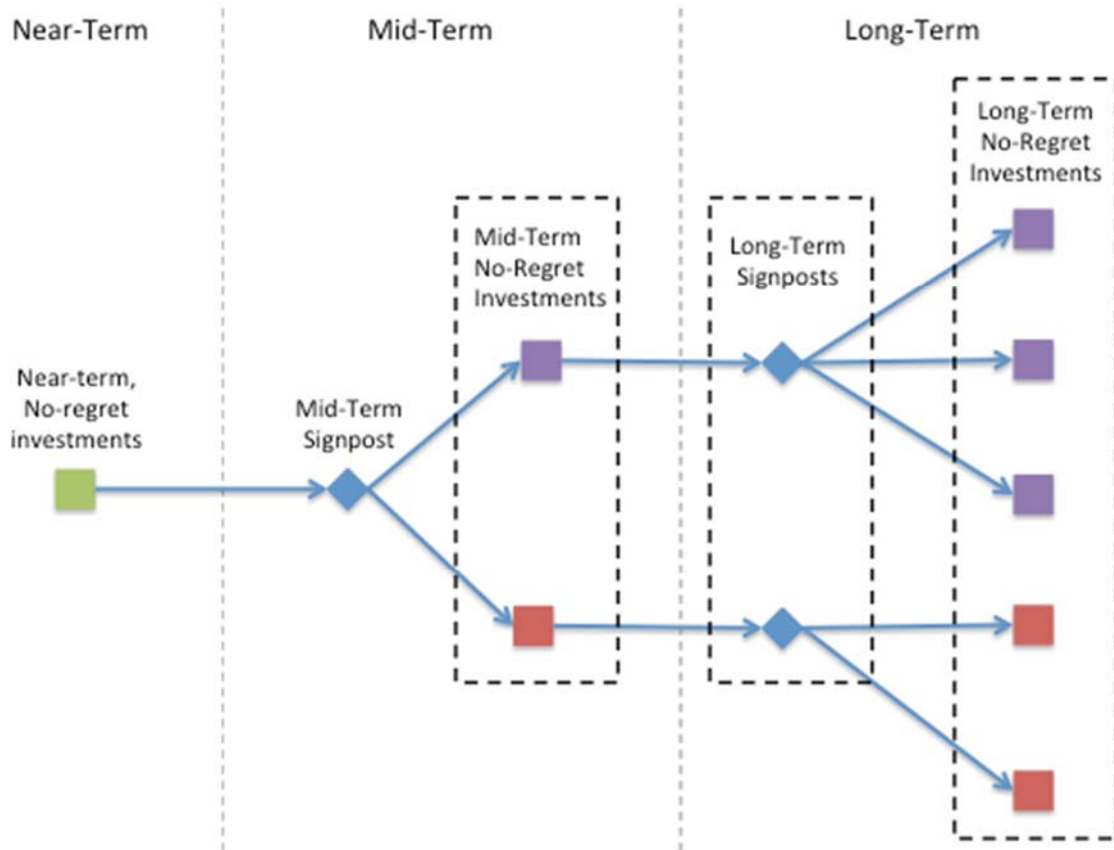 Near-Term
Mid-Term
Long-Term
Long-Term
No-Regret
Investments
Mid-Term
No-Regret
Investments
Long-Term
Signposts
Near-term,
No-regret
investments
Mid-Term
Signpost